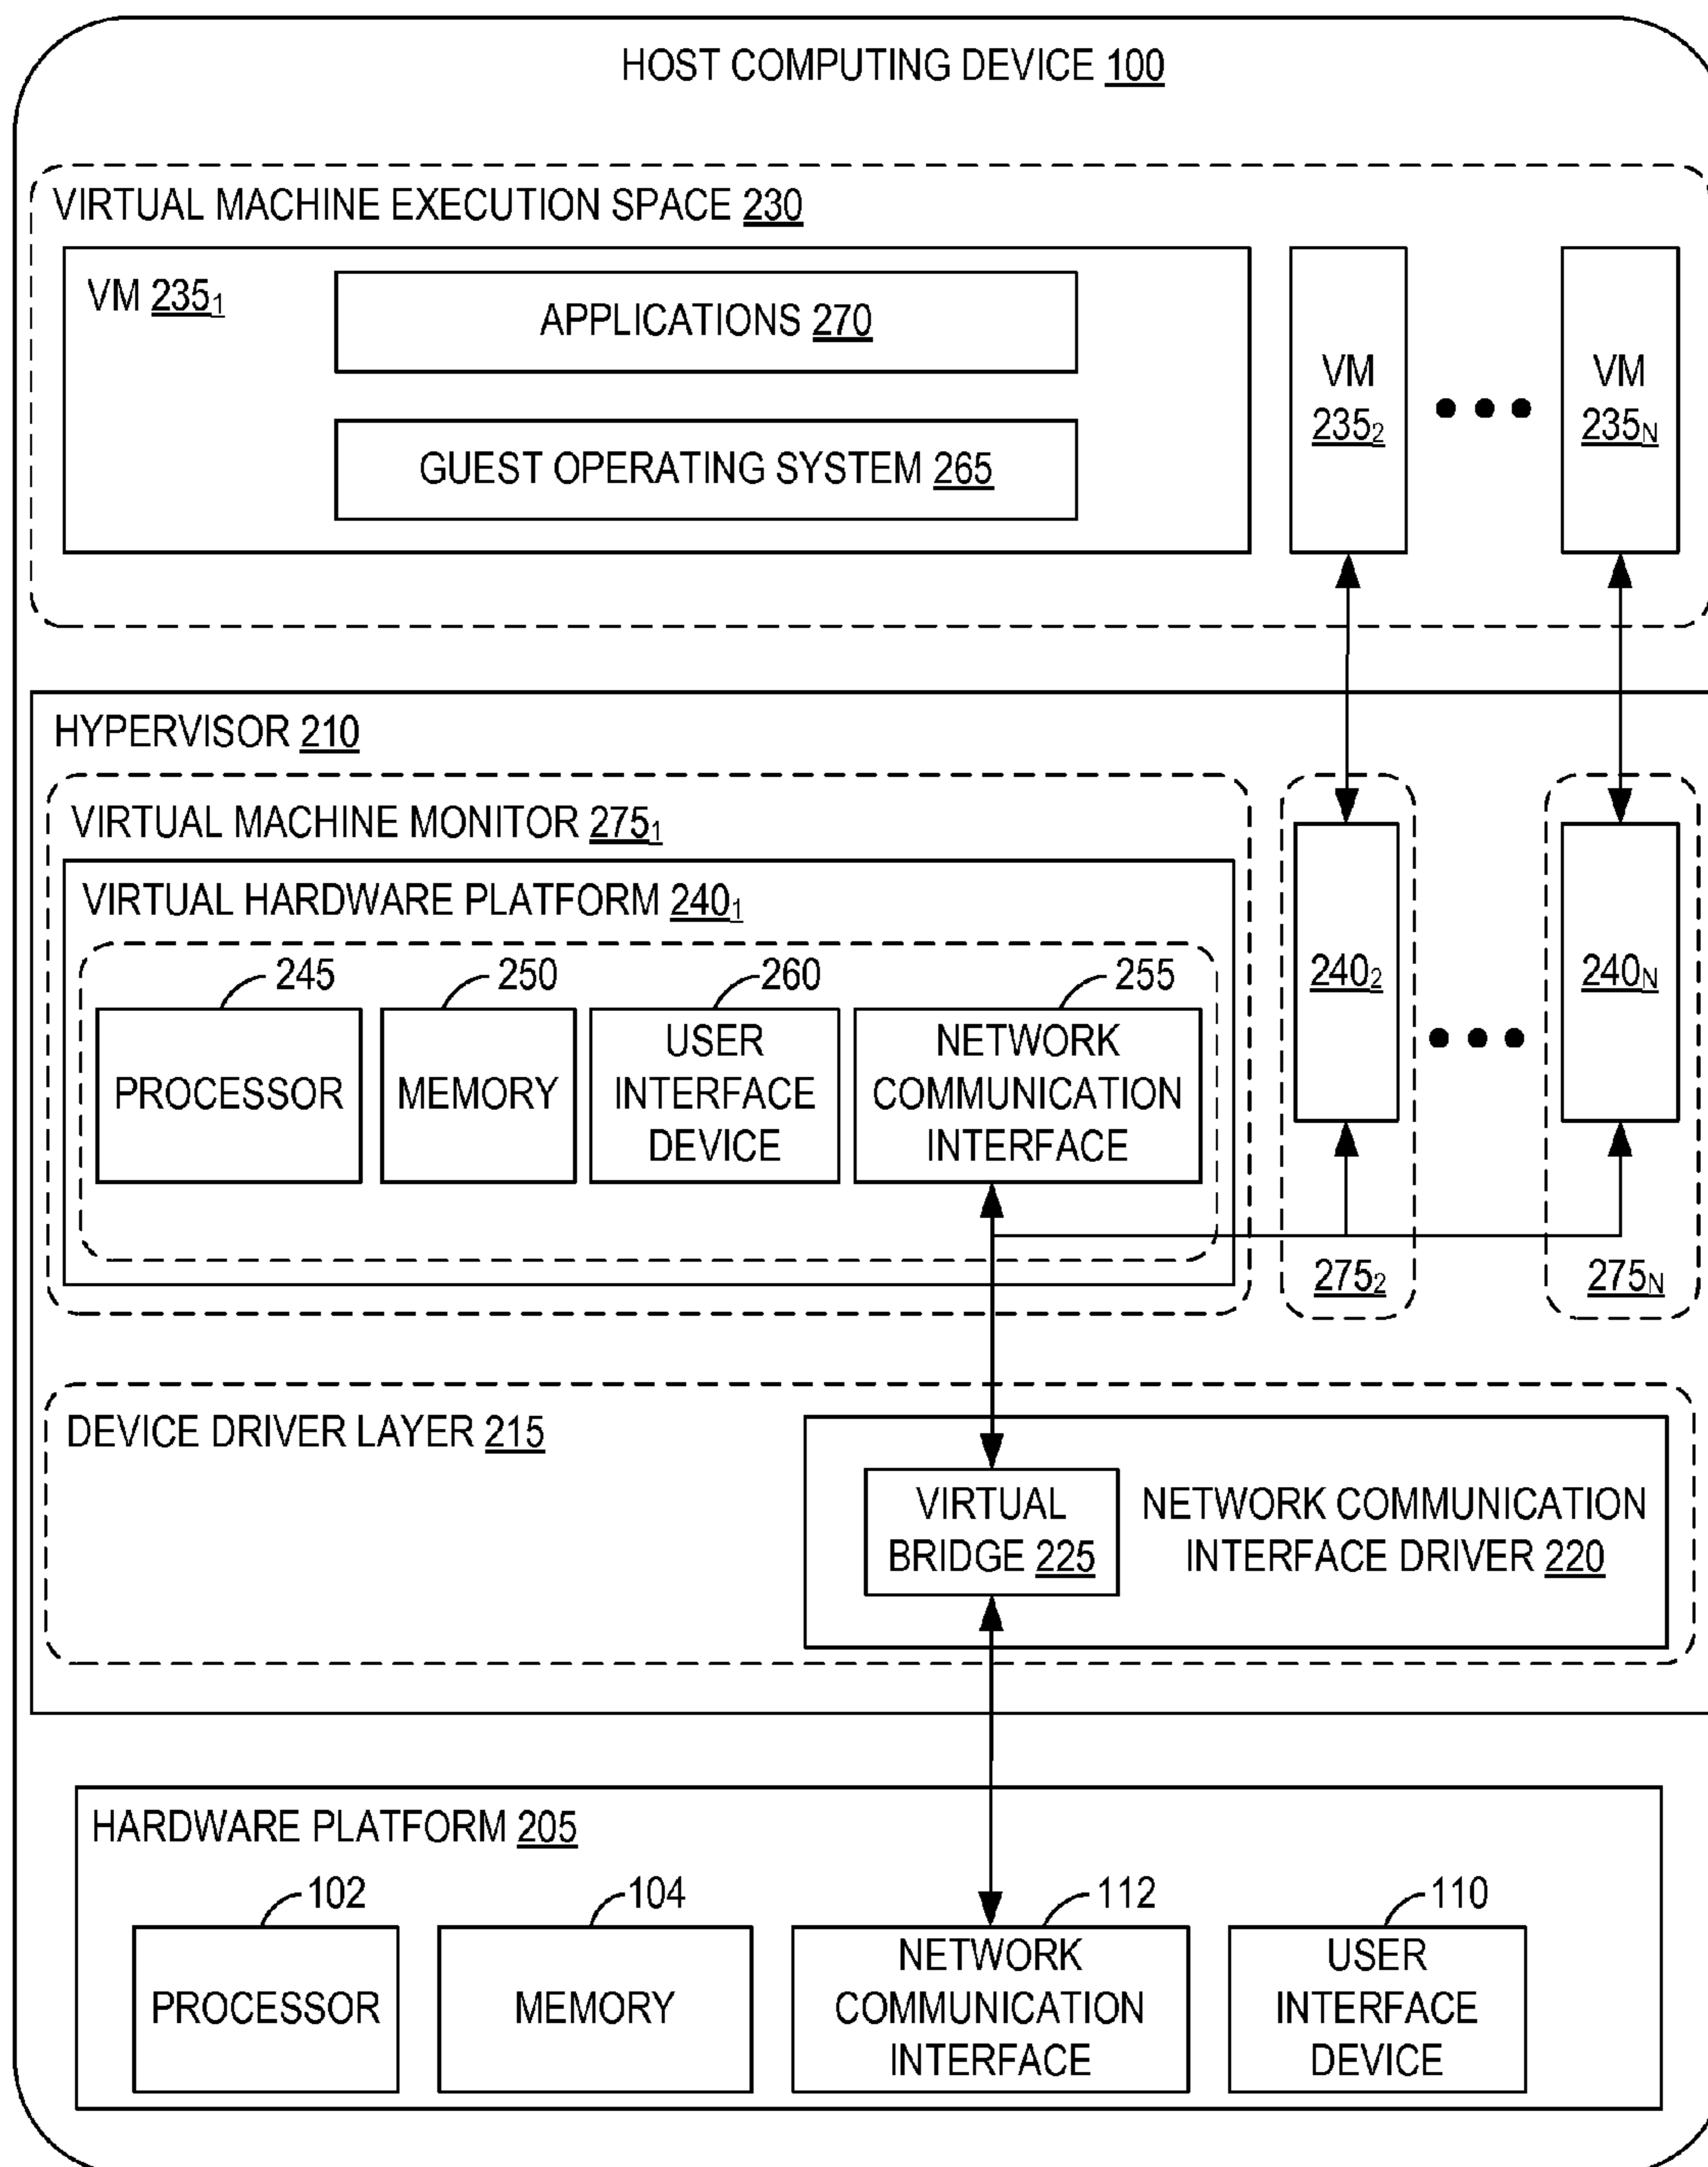 HOST COMPUTING DEVICE 100
VIRTUAL MACHINE EXECUTION SPACE 230
VM 235₁
APPLICATIONS 270
GUEST OPERATING SYSTEM 265
VM
235₂
VM
235N
HYPERVISOR 210
VIRTUAL MACHINE MONITOR 275₁
VIRTUAL HARDWARE PLATFORM 240₁
245
250
260
255
PROCESSOR
MEMORY
USER
INTERFACE
DEVICE
NETWORK
COMMUNICATION
INTERFACE
240₂
240N
275₂
275N
DEVICE DRIVER LAYER 215
VIRTUAL
BRIDGE 225
NETWORK COMMUNICATION
INTERFACE DRIVER 220
HARDWARE PLATFORM 205
102
104
112
110
PROCESSOR
MEMORY
NETWORK
COMMUNICATION
INTERFACE
USER
INTERFACE
DEVICE